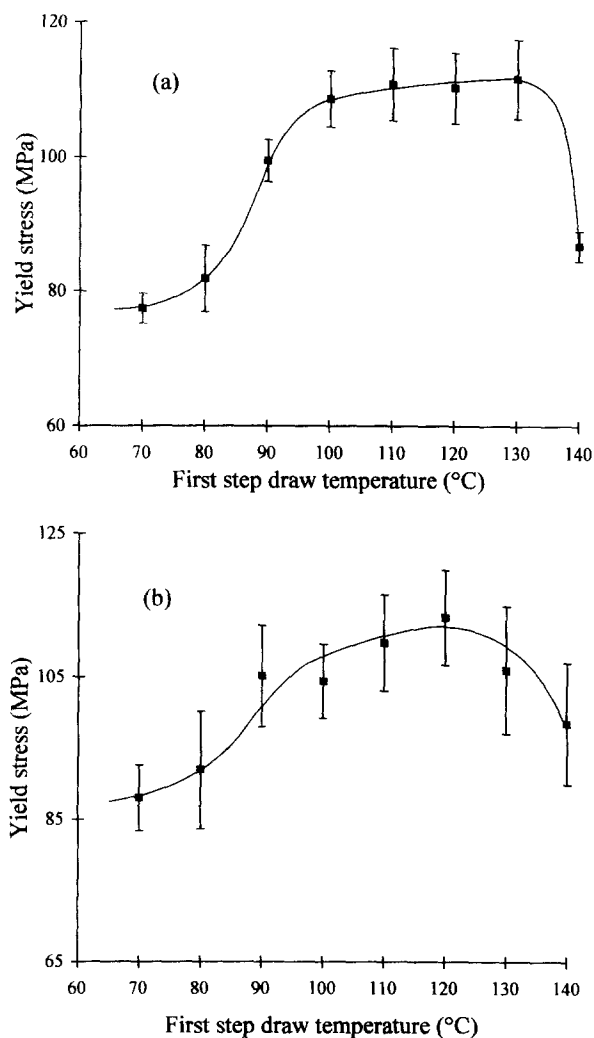 120
(a)
100
80
60
Yield stress (MPa)
60 70 80 90 100 110 120 130 140
First step draw temperature (°C)
125
(b)
105
85
65
Yield stress (MPa)
60 70 80 90 100 110 120 130 140
First step draw temperature (°C)